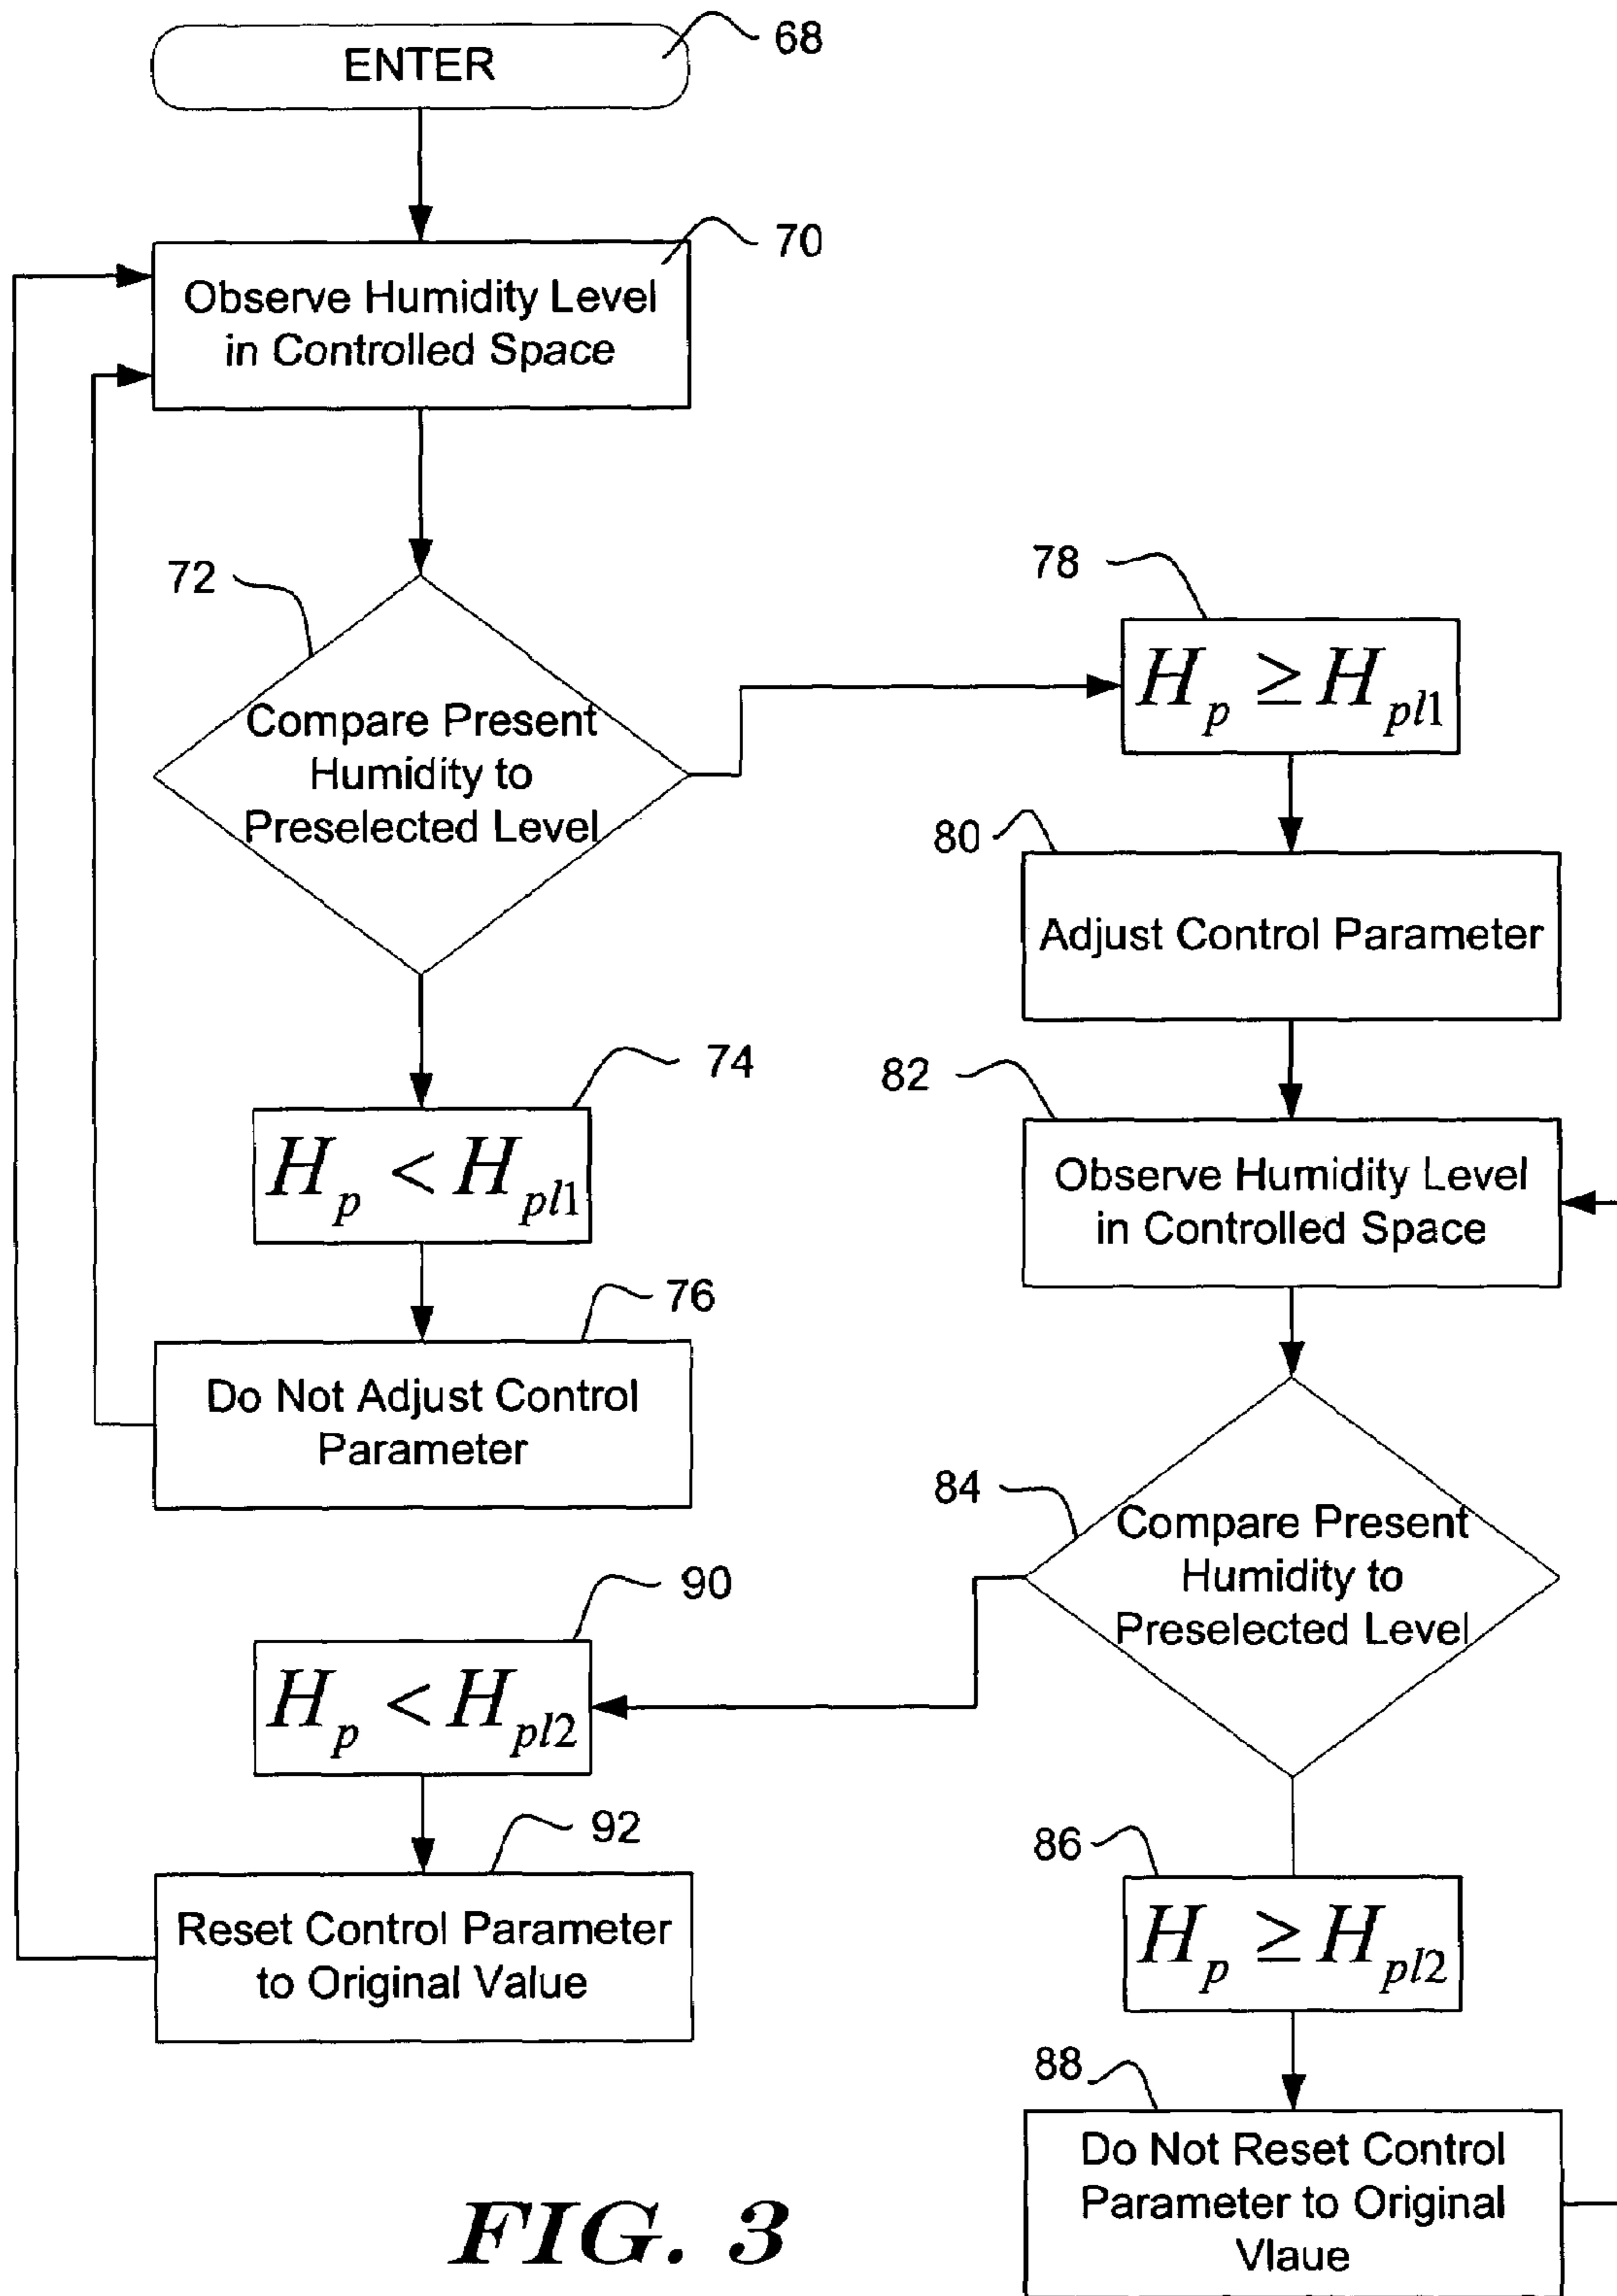 ENTER
68
Observe Humidity Level
in Controlled Space
70
72
Compare Present
Humidity to
Preselected Level
74
H_p < H_pl1
76
Do Not Adjust Control
Parameter
78
H_p ≥ H_pl1
80
Adjust Control Parameter
82
Observe Humidity Level
in Controlled Space
84
Compare Present
Humidity to
Preselected Level
86
H_p ≥ H_pl2
88
Do Not Reset Control
Parameter to Original
Vlaue
90
H_p < H_pl2
92
Reset Control Parameter
to Original Value
FIG. 3